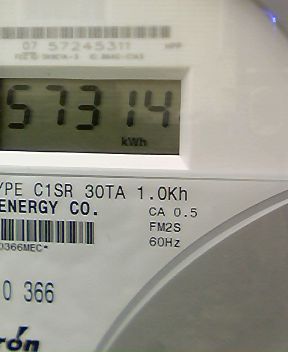 07 57245311
57314
kWh
YPE C1SR 30TA 1.0Kh
ENERGY CO.
CA 0.5
FM2S
60Hz
0366MEC*
0 366
rón